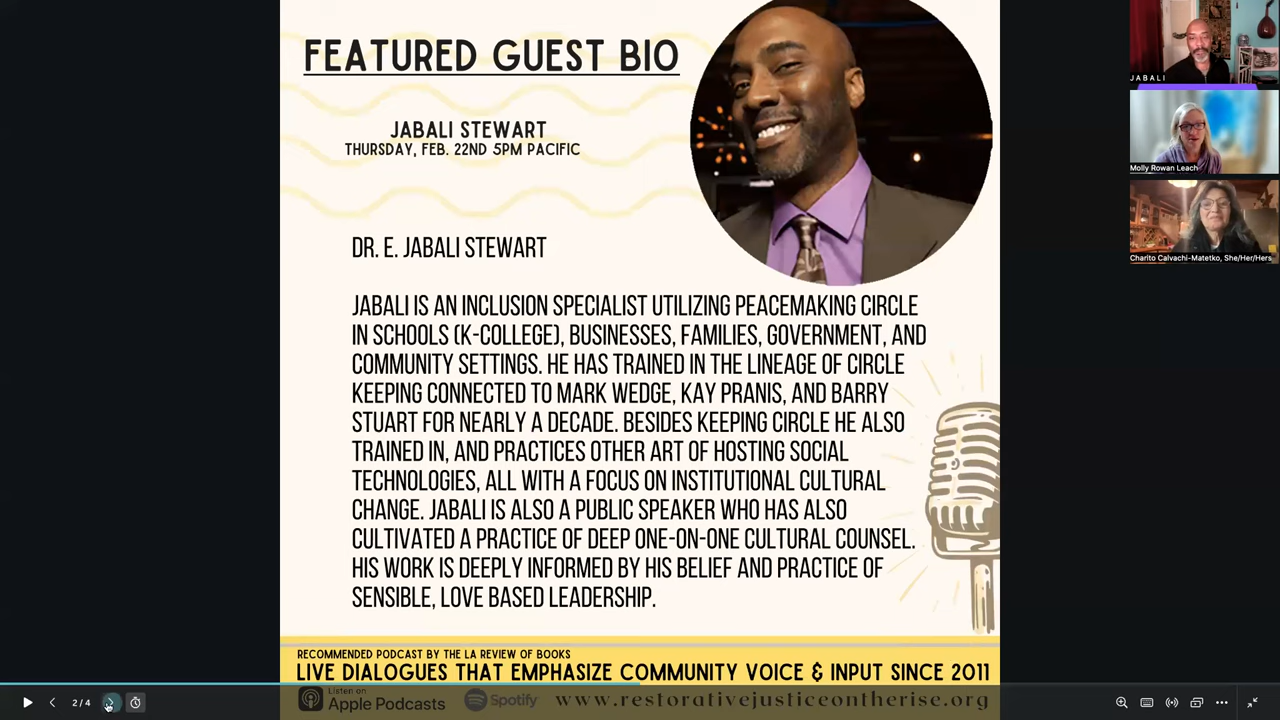 FEATURED GUEST BIO
JABALI STEWART
THURSDAY, FEB. 22ND 5PM PACIFIC
DR. E. JABALI STEWART
JABALI IS AN INCLUSION SPECIALIST UTILIZING PEACEMAKING CIRCLE
IN SCHOOLS (K-COLLEGE), BUSINESSES, FAMILIES, GOVERNMENT, AND
COMMUNITY SETTINGS. HE HAS TRAINED IN THE LINEAGE OF CIRCLE
KEEPING CONNECTED TO MARK WEDGE, KAY PRANIS, AND BARRY
STUART FOR NEARLY A DECADE. BESIDES KEEPING CIRCLE HE ALSO
TRAINED IN, AND PRACTICES OTHER ART OF HOSTING SOCIAL
TECHNOLOGIES, ALL WITH A FOCUS ON INSTITUTIONAL CULTURAL
CHANGE. JABALI IS ALSO A PUBLIC SPEAKER WHO HAS ALSO
CULTIVATED A PRACTICE OF DEEP ONE-ON-ONE CULTURAL COUNSEL.
HIS WORK IS DEEPLY INFORMED BY HIS BELIEF AND PRACTICE OF
SENSIBLE, LOVE BASED LEADERSHIP.
RECOMMENDED PODCAST BY THE LA REVIEW OF BOOKS
LIVE DIALOGUES THAT EMPHASIZE COMMUNITY VOICE & INPUT SINCE 2011
Listen on
Apple Podcasts
Spotify
www.restorativejusticeontherise.org
2/4
JABALI
Molly Rowan Leach
Charito Calvachi-Matetko, She/Her/Hers